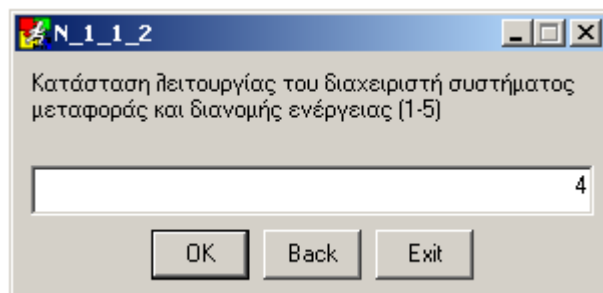 N_1_1_2
Κατάσταση λειτουργίας του διαχειριστή συστήματος
μεταφοράς και διανομής ενέργειας (1-5)
4
OK Back Exit